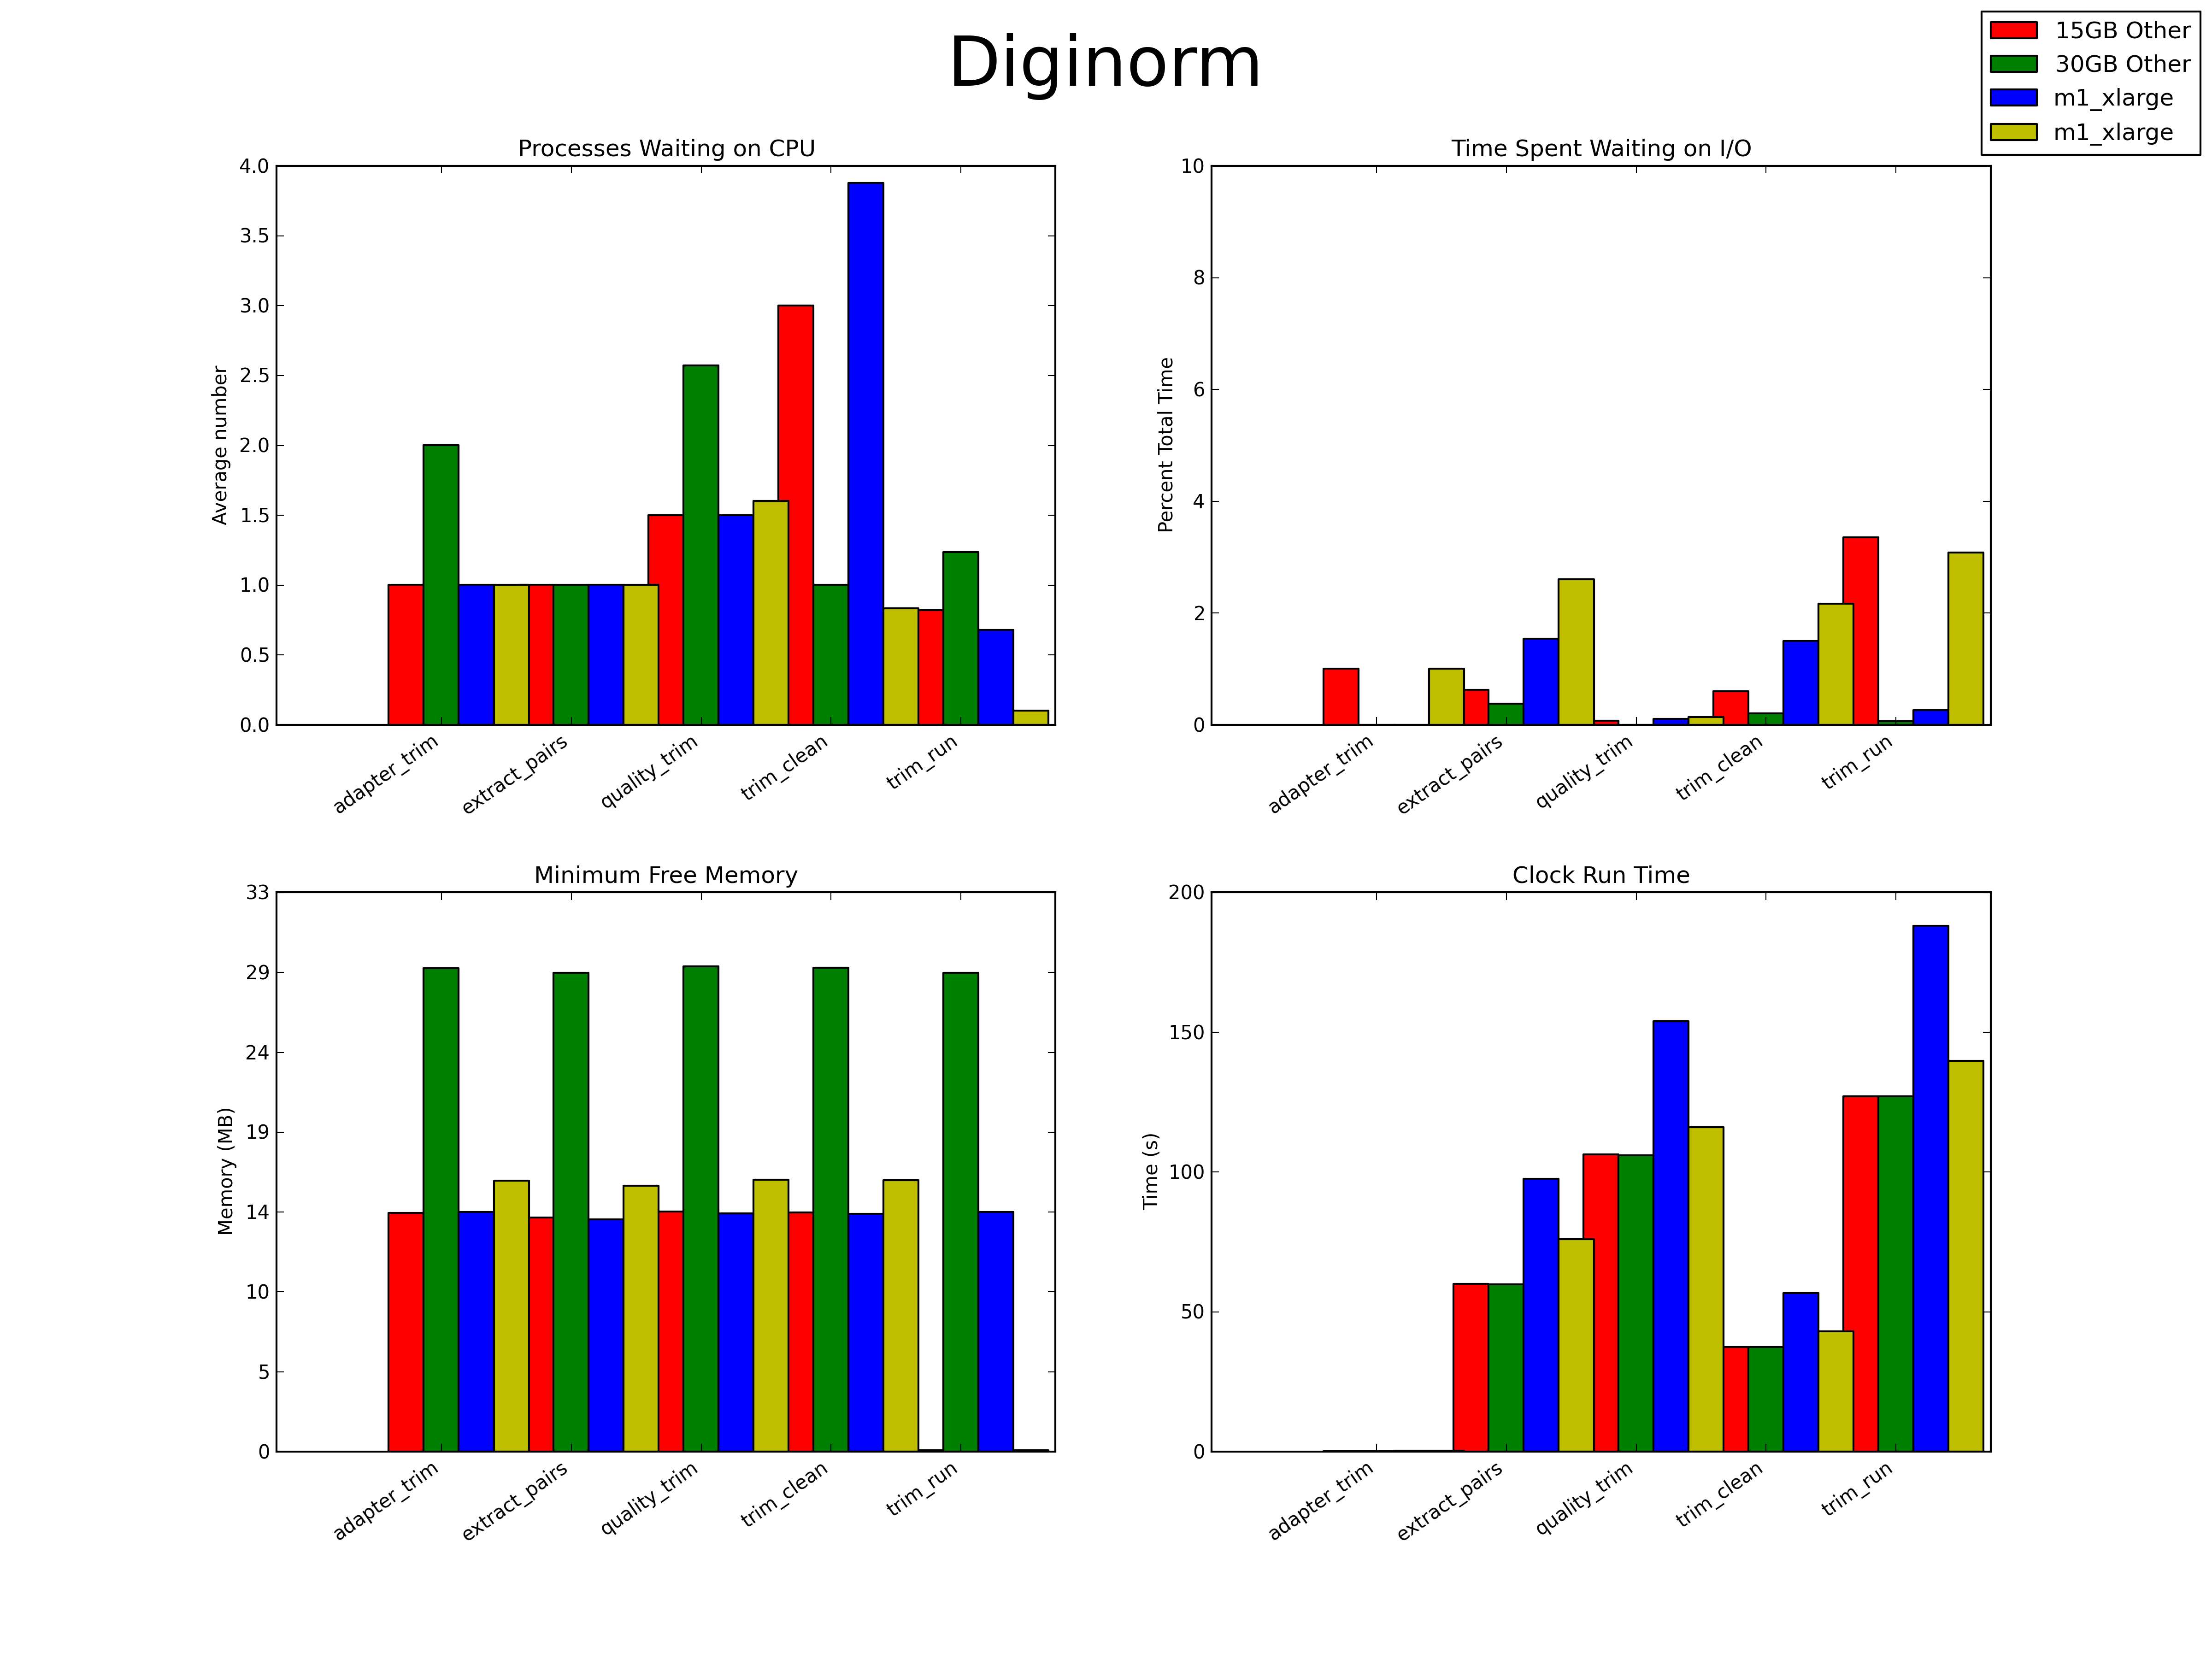 Diginorm
15GB Other
30GB Other
m1_xlarge
m1_xlarge
Processes Waiting on CPU
Average number
4.0
3.5
3.0
2.5
2.0
1.5
1.0
0.5
0.0
adapter_trim
extract_pairs
quality_trim
trim_clean
trim_run
Time Spent Waiting on I/O
Percent Total Time
10
8
6
4
2
0
adapter_trim
extract_pairs
quality_trim
trim_clean
trim_run
Minimum Free Memory
Memory (MB)
33
29
24
19
14
10
5
0
adapter_trim
extract_pairs
quality_trim
trim_clean
trim_run
Clock Run Time
Time (s)
200
150
100
50
0
adapter_trim
extract_pairs
quality_trim
trim_clean
trim_run